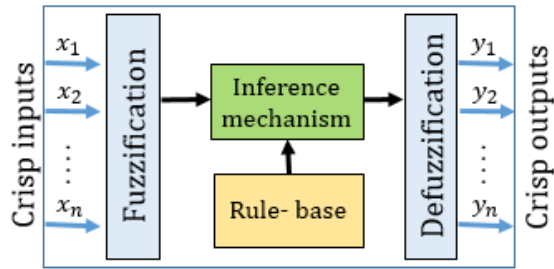 Crisp inputs
x₁
x₂
.....
xₙ
Fuzzification
Inference
mechanism
Rule- base
Defuzzification
y₁
y₂
.....
yₙ
Crisp outputs